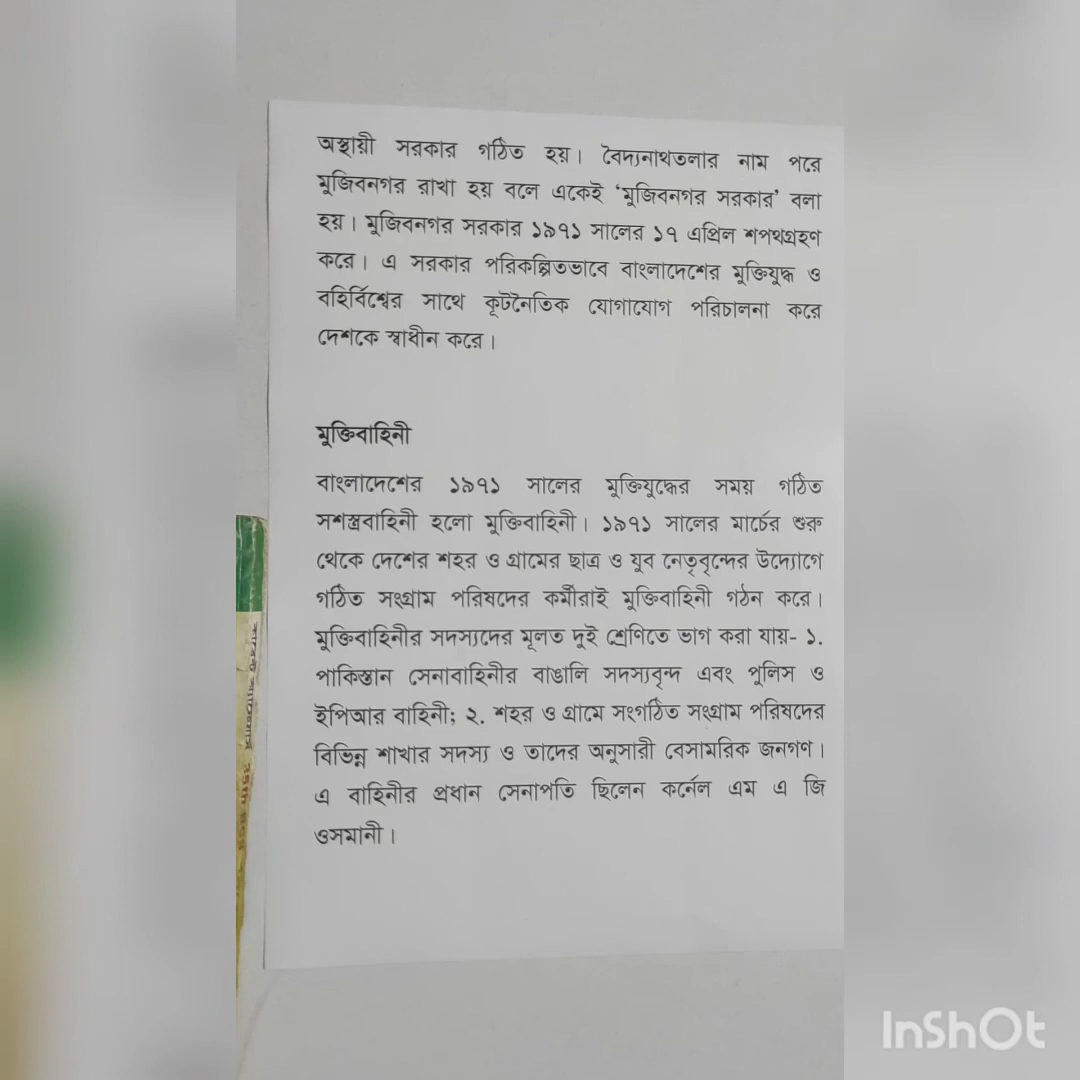 অস্থায়ী সরকার গঠিত হয়। বৈদ্যনাথতলার নাম পরে
মুজিবনগর রাখা হয় বলে একেই ‘মুজিবনগর সরকার’ বলা
হয়। মুজিবনগর সরকার ১৯৭১ সালের ১৭ এপ্রিল শপথগ্রহণ
করে। এ সরকার পরিকল্পিতভাবে বাংলাদেশের মুক্তিযুদ্ধ ও
বহির্বিশ্বের সাথে কূটনৈতিক যোগাযোগ পরিচালনা করে
দেশকে স্বাধীন করে।
মুক্তিবাহিনী
বাংলাদেশের ১৯৭১ সালের মুক্তিযুদ্ধের সময় গঠিত
সশস্ত্রবাহিনী হলো মুক্তিবাহিনী। ১৯৭১ সালের মার্চের শুরু
থেকে দেশের শহর ও গ্রামের ছাত্র ও যুব নেতৃবৃন্দের উদ্যোগে
গঠিত সংগ্রাম পরিষদের কর্মীরাই মুক্তিবাহিনী গঠন করে।
মুক্তিবাহিনীর সদস্যদের মূলত দুই শ্রেণিতে ভাগ করা যায়- ১.
পাকিস্তান সেনাবাহিনীর বাঙালি সদস্যবৃন্দ এবং পুলিস ও
ইপিআর বাহিনী; ২. শহর ও গ্রামে সংগঠিত সংগ্রাম পরিষদের
বিভিন্ন শাখার সদস্য ও তাদের অনুসারী বেসামরিক জনগণ।
এ বাহিনীর প্রধান সেনাপতি ছিলেন কর্নেল এম এ জি
ওসমানী।
InShOt